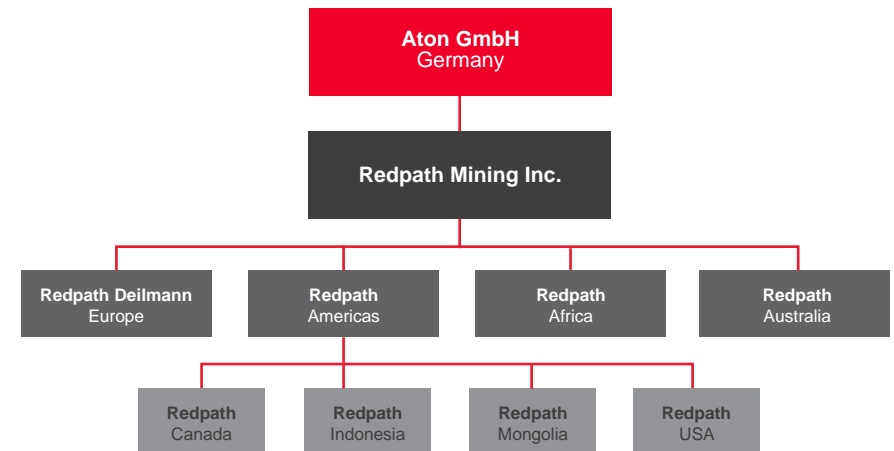 Aton GmbH
Germany
Redpath Mining Inc.
Redpath Deilmann
Europe
Redpath
Americas
Redpath
Africa
Redpath
Australia
Redpath
Canada
Redpath
Indonesia
Redpath
Mongolia
Redpath
USA